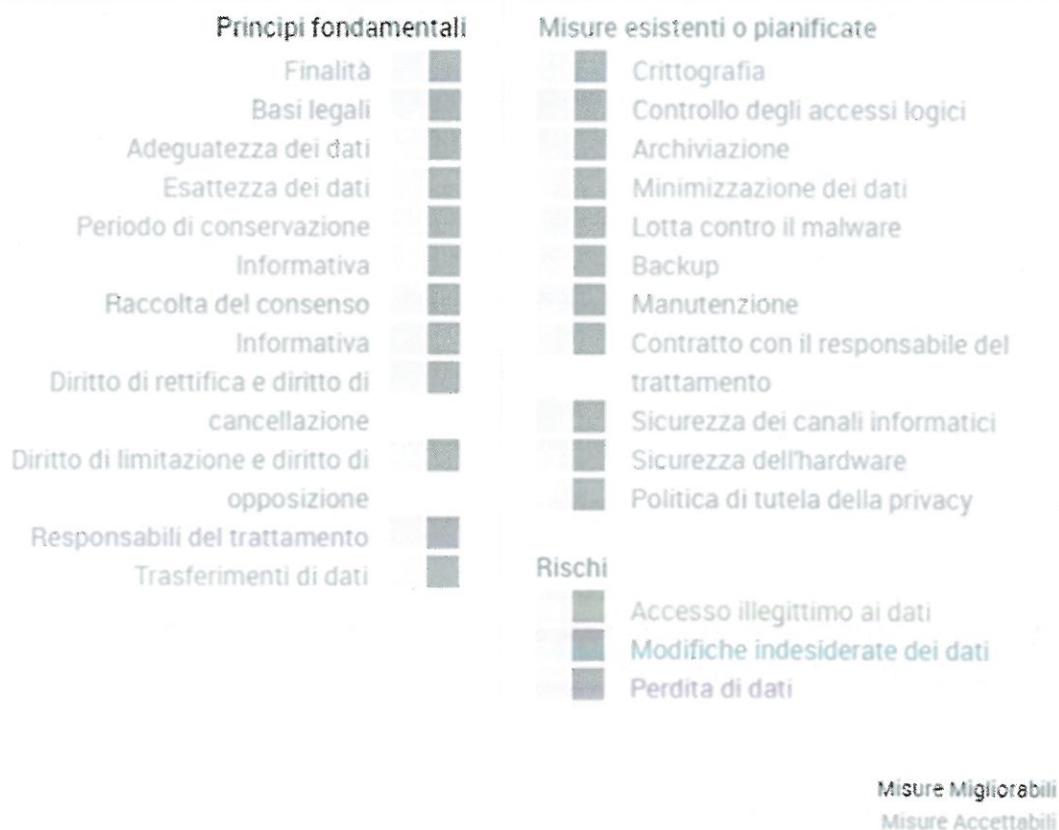 Principi fondamentali
Finalità
Basi legali
Adeguatezza dei dati
Esattezza dei dati
Periodo di conservazione
Informativa
Raccolta del consenso
Informativa
Diritto di rettifica e diritto di
cancellazione
Diritto di limitazione e diritto di
opposizione
Responsabili del trattamento
Trasferimenti di dati
Misure esistenti o pianificate
Crittografia
Controllo degli accessi logici
Archiviazione
Minimizzazione dei dati
Lotta contro il malware
Backup
Manutenzione
Contratto con il responsabile del
trattamento
Sicurezza dei canali informatici
Sicurezza dell'hardware
Politica di tutela della privacy
Rischi
Accesso illegittimo ai dati
Modifiche indesiderate dei dati
Perdita di dati
Misure Migliorabili
Misure Accettabili